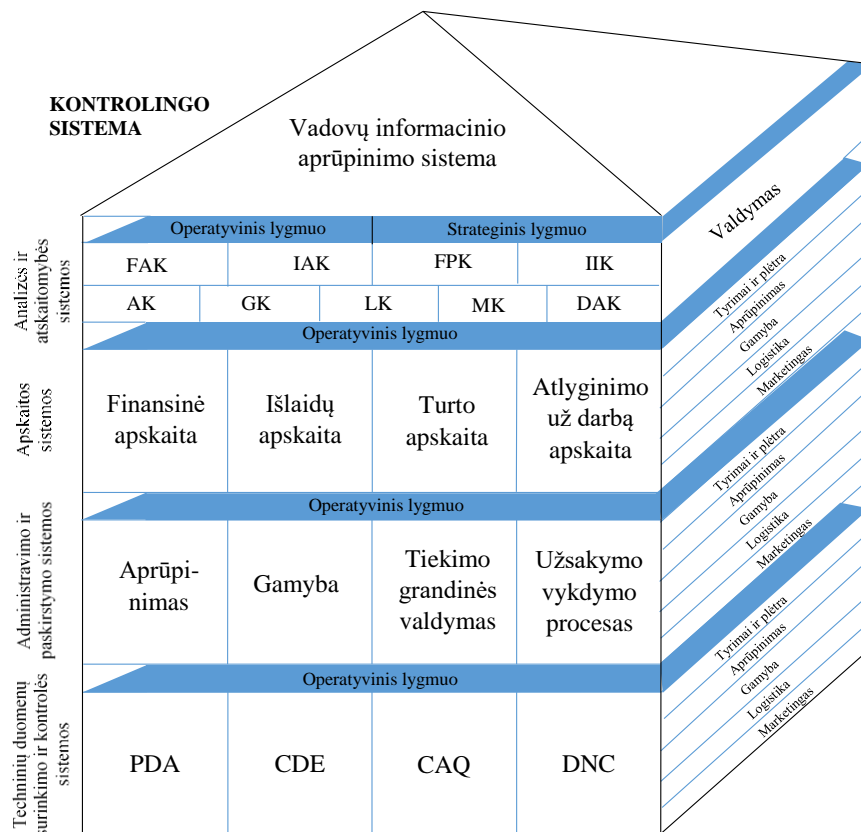 KONTROLINGO
SISTEMA
Vadovų informacinio
aprūpinimo sistema
Valdymas
Analizės ir
atskaitomybės
sistemos
Operatyvinis lygmuo
Strateginis lygmuo
FAK
IAK
FPK
IIK
AK
GK
LK
MK
DAK
Tyrimai ir plėtra
Aprūpinimas
Gamyba
Logistika
Marketingas
Apskaitos
sistemos
Operatyvinis lygmuo
Finansinė
apskaita
Išlaidų
apskaita
Turto
apskaita
Atlyginimo
už darbą
apskaita
Tyrimai ir plėtra
Aprūpinimas
Gamyba
Logistika
Marketingas
Administravimo ir
paskirstymo sistemos
Operatyvinis lygmuo
Aprūpi-
nimas
Gamyba
Tiekimo
grandinės
valdymas
Užsakymo
vykdymo
procesas
Tyrimai ir plėtra
Aprūpinimas
Gamyba
Logistika
Marketingas
Techninių duomenų
surinkimo ir kontrolės
sistemos
Operatyvinis lygmuo
PDA
CDE
CAQ
DNC